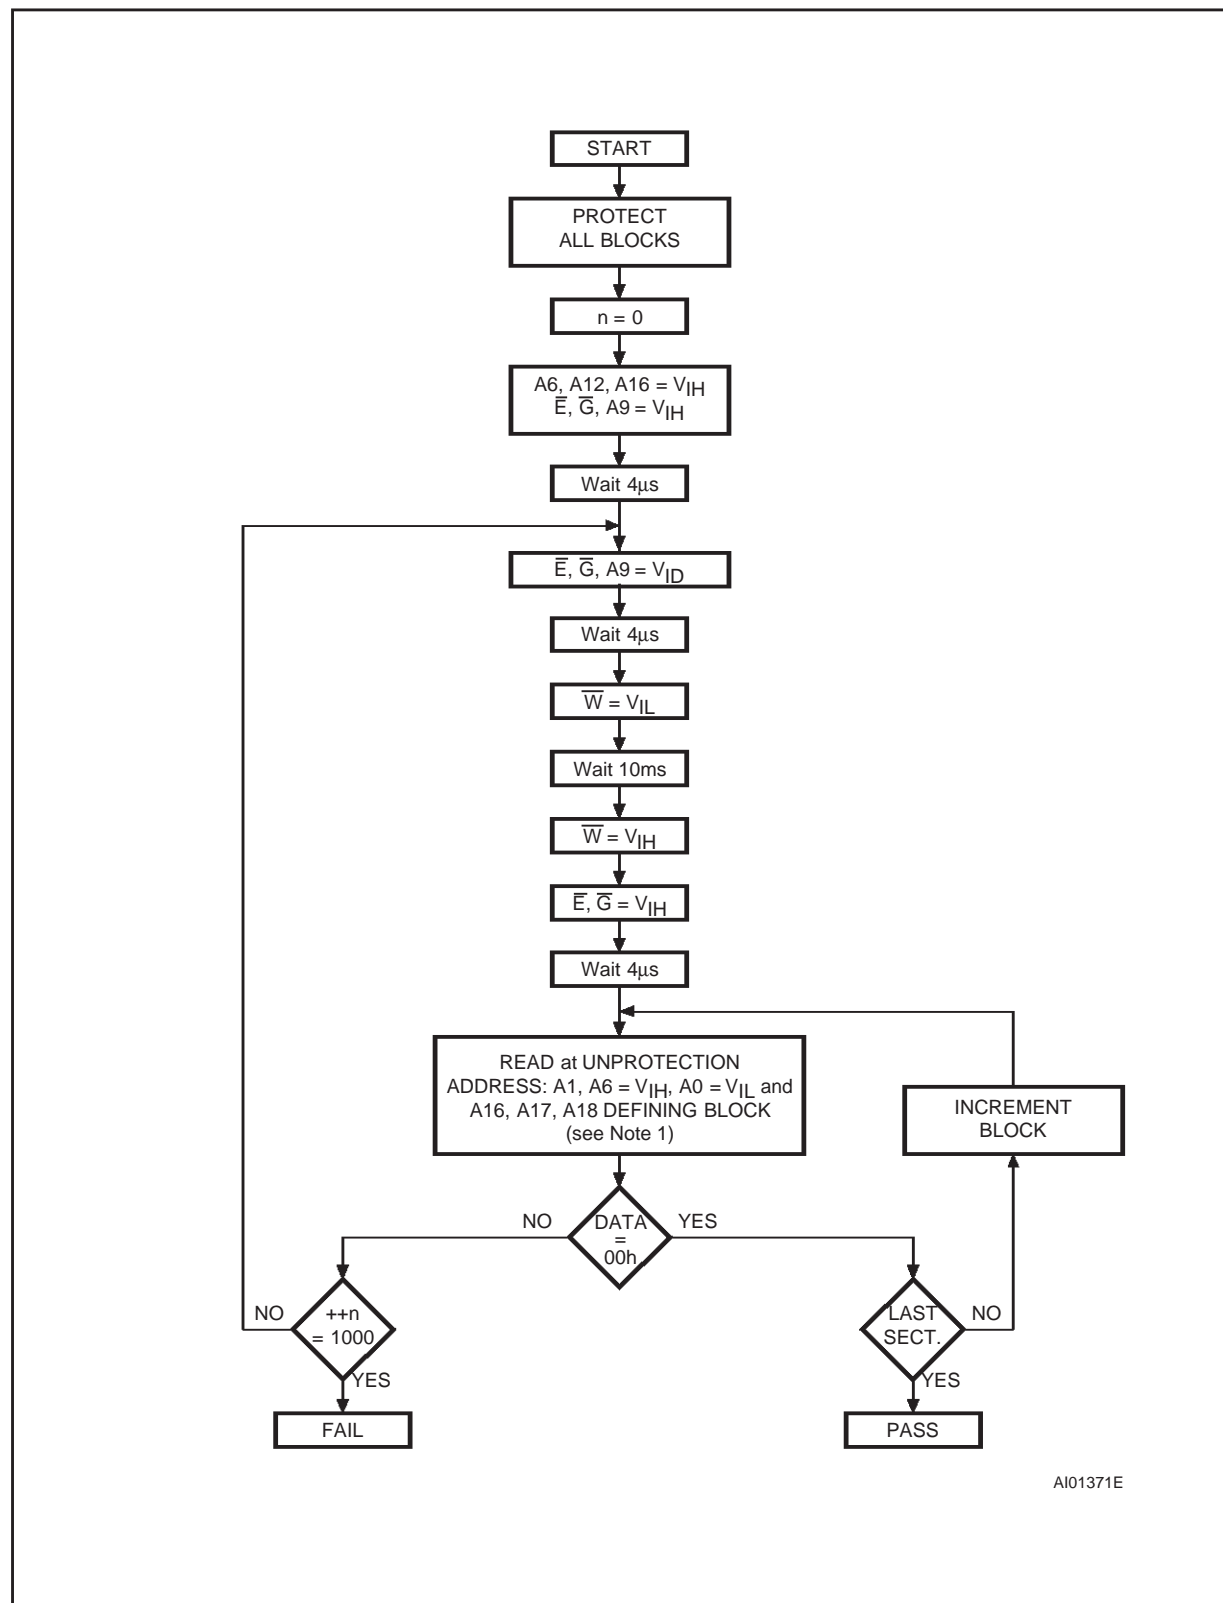 START
PROTECT
ALL BLOCKS
n = 0
A6, A12, A16 = VIH
E̅, G̅, A9 = VIH
Wait 4µs
E̅, G̅, A9 = VID
Wait 4µs
W̅ = VIL
Wait 10ms
W̅ = VIH
E̅, G̅ = VIH
Wait 4µs
READ at UNPROTECTION
ADDRESS: A1, A6 = VIH, A0 = VIL and
A16, A17, A18 DEFINING BLOCK
(see Note 1)
INCREMENT
BLOCK
NO
DATA
=
00h
YES
NO
++n
= 1000
YES
LAST
SECT.
NO
YES
FAIL
PASS
AI01371E